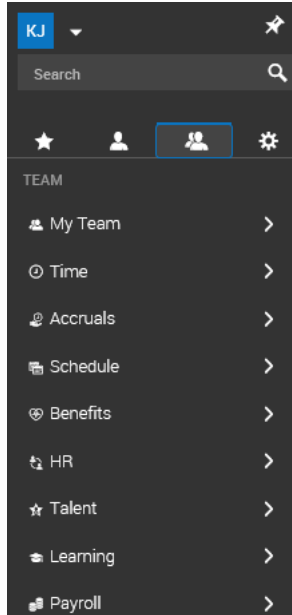 KJ
Search
TEAM
My Team
Time
Accruals
Schedule
Benefits
HR
Talent
Learning
Payroll